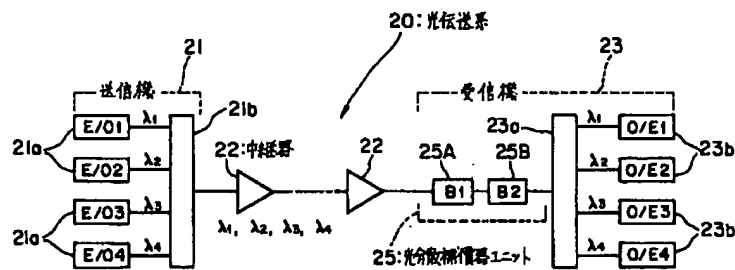 20:光伝送系
21
23
送信機
受信機
21b
23a
21a
E/O1
λ1
E/O2
λ2
21a
E/O3
λ3
E/O4
λ4
22:中継器
22
λ1, λ2, λ3, λ4
25A
25B
B1
B2
25:光分散補償器ユニット
λ1
O/E1
λ2
O/E2
23b
λ3
O/E3
λ4
O/E4
23b